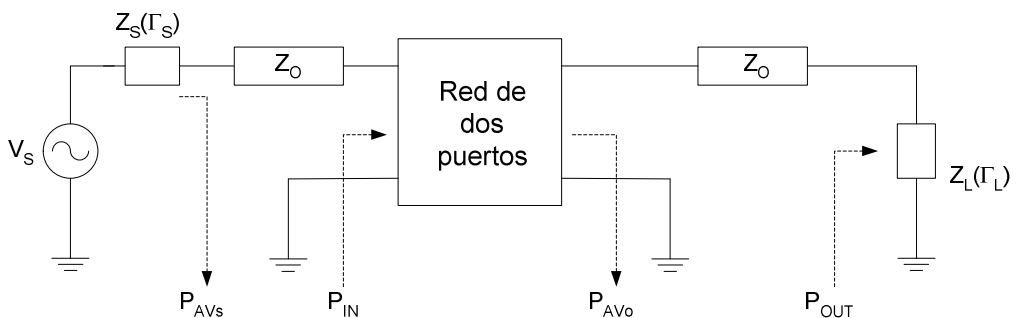 Z_S(Γ_S)
Z_O
Red de
dos
puertos
Z_O
V_S
Z_L(Γ_L)
P_AVs
P_IN
P_AVo
P_OUT